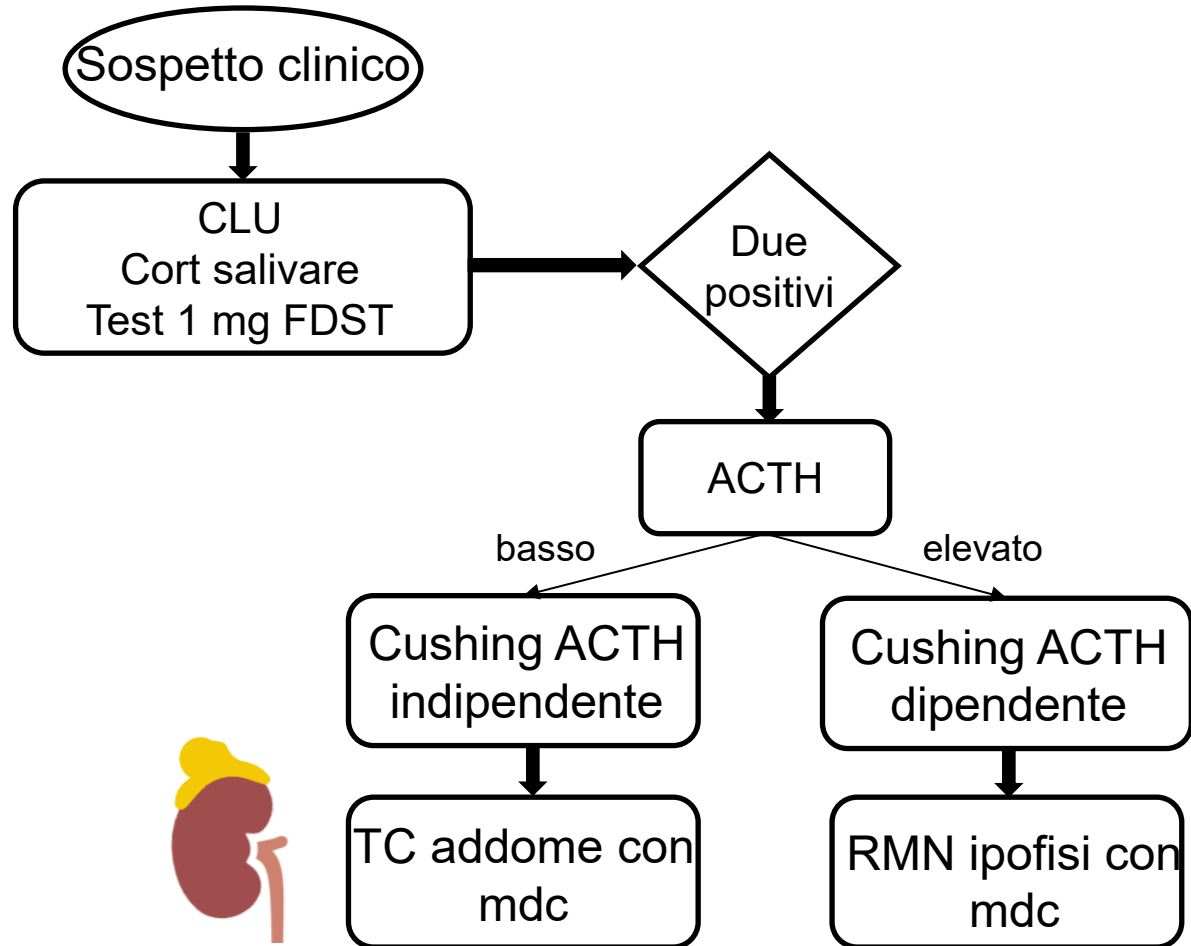 Sospetto clinico
CLU
Cort salivare
Test 1 mg FDST
Due
positivi
ACTH
basso
elevato
Cushing ACTH
indipendente
Cushing ACTH
dipendente
TC addome con
mdc
RMN ipofisi con
mdc